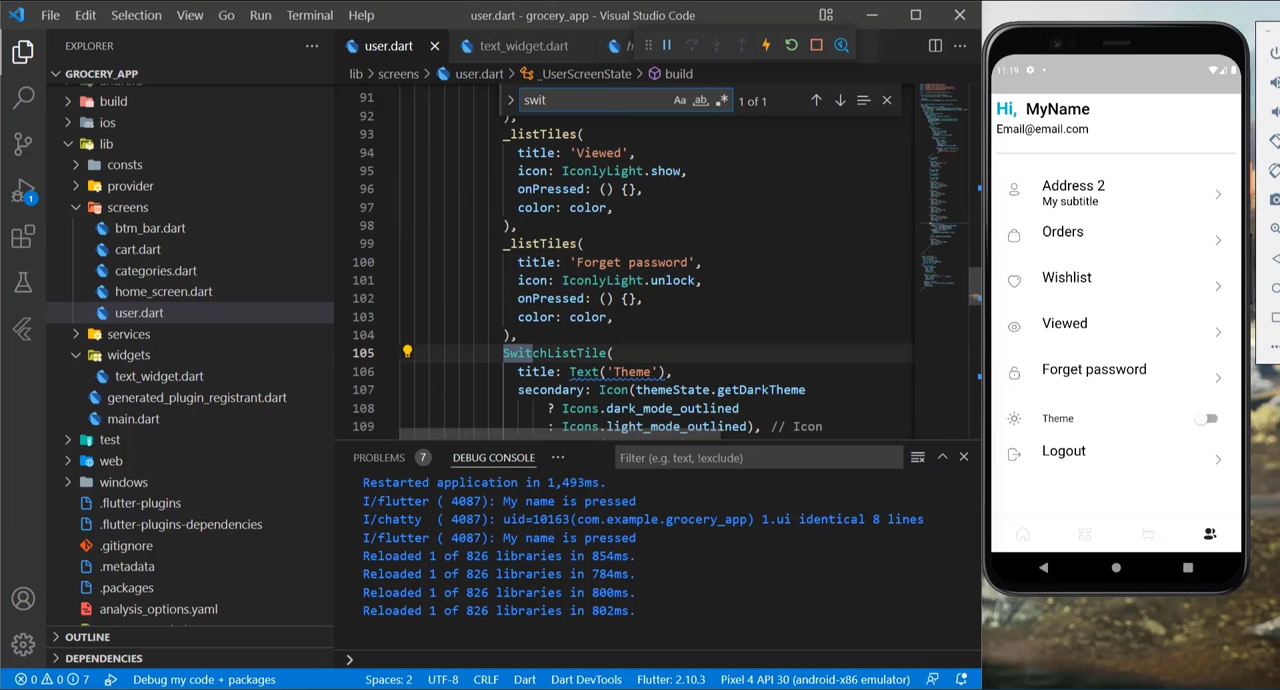 File Edit Selection View Go Run Terminal Help
user.dart - grocery_app - Visual Studio Code
EXPLORER
GROCERY_APP
build
ios
lib
consts
provider
screens
btm_bar.dart
cart.dart
categories.dart
home_screen.dart
user.dart
services
widgets
text_widget.dart
generated_plugin_registrant.dart
main.dart
test
web
windows
.flutter-plugins
.flutter-plugins-dependencies
.gitignore
.metadata
.packages
analysis_options.yaml
OUTLINE
DEPENDENCIES
1
user.dart
text_widget.dart
lib > screens > user.dart > _UserScreenState > build
swit
Aa ab 1 of 1
91
92 ),
93 _listTiles(
94 title: 'Viewed',
95 icon: IconlyLight.show,
96 onPressed: () {},
97 color: color,
98 ),
99 _listTiles(
100 title: 'Forget password',
101 icon: IconlyLight.unlock,
102 onPressed: () {},
103 color: color,
104 ),
105 SwitchListTile(
106 title: Text('Theme'),
107 secondary: Icon(themeState.getDarkTheme
108 ? Icons.dark_mode_outlined
109 : Icons.light_mode_outlined), // Icon
PROBLEMS 7 DEBUG CONSOLE
Filter (e.g. text, !exclude)
Restarted application in 1,493ms.
I/flutter ( 4087): My name is pressed
I/chatty  ( 4087): uid=10163(com.example.grocery_app) 1.ui identical 8 lines
I/flutter ( 4087): My name is pressed
Reloaded 1 of 826 libraries in 854ms.
Reloaded 1 of 826 libraries in 784ms.
Reloaded 1 of 826 libraries in 800ms.
Reloaded 1 of 826 libraries in 802ms.
0 0 7 Debug my code + packages
Spaces: 2 UTF-8 CRLF Dart Dart DevTools Flutter: 2.10.3 Pixel 4 API 30 (android-x86 emulator)
11:19
Hi, MyName
Email@email.com
Address 2
My subtitle
Orders
Wishlist
Viewed
Forget password
Theme
Logout